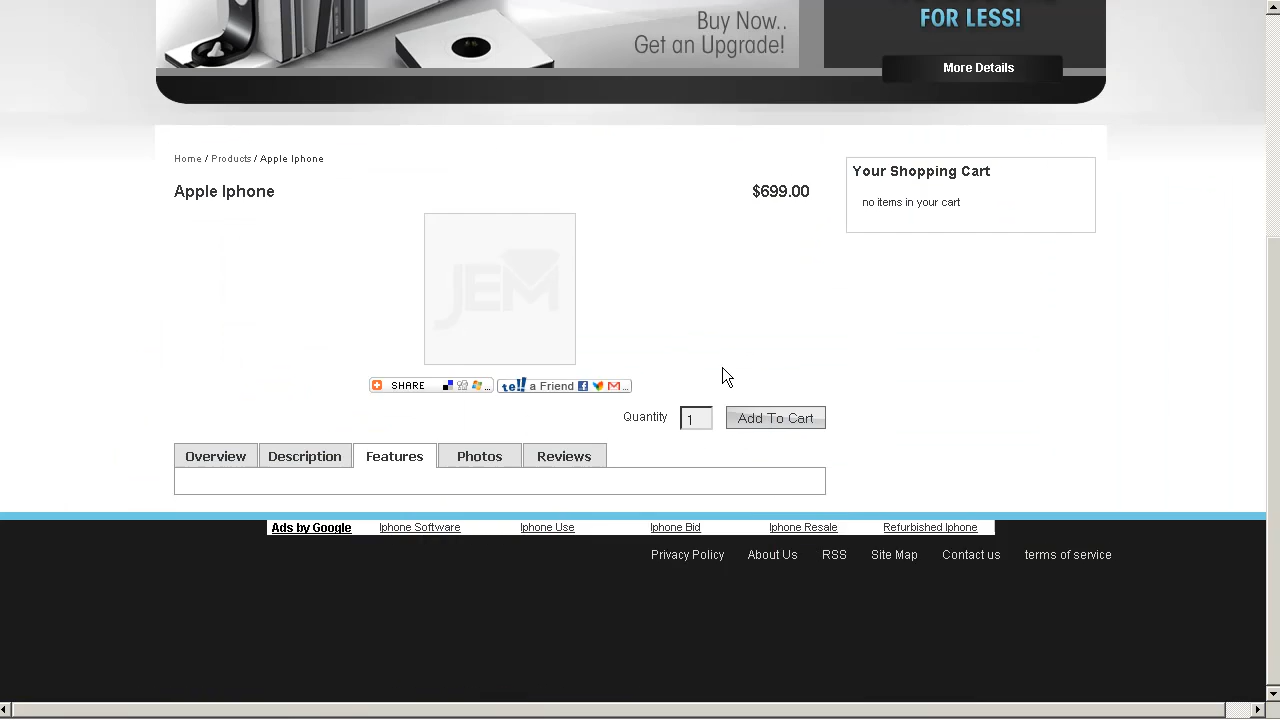 Buy Now..
Get an Upgrade!
FOR LESS!
More Details
Home / Products / Apple Iphone
Apple Iphone
$699.00
Your Shopping Cart
no items in your cart
JEM
SHARE
tell a Friend
Quantity
1
Add To Cart
Overview
Description
Features
Photos
Reviews
Ads by Google
Iphone Software
Iphone Use
Iphone Bid
Iphone Resale
Refurbished Iphone
Privacy Policy
About Us
RSS
Site Map
Contact us
terms of service